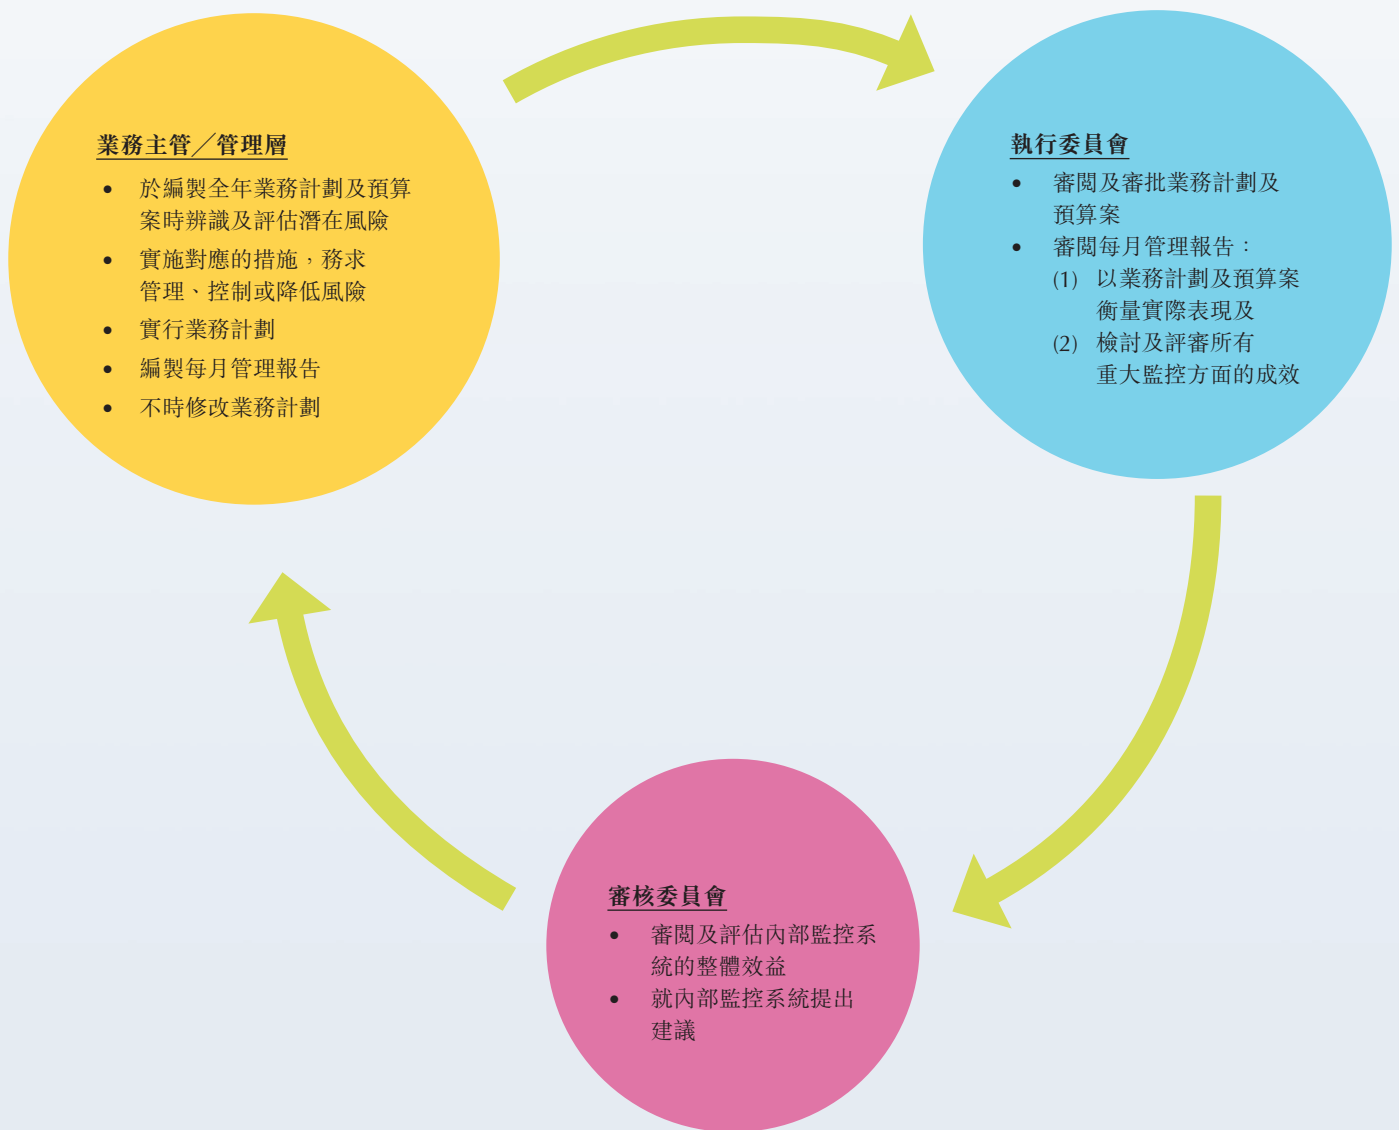 業務主管／管理層
• 於編製全年業務計劃及預算
案時辨識及評估潛在風險
• 實施對應的措施，務求
管理、控制或降低風險
• 實行業務計劃
• 編製每月管理報告
• 不時修改業務計劃
執行委員會
• 審閱及審批業務計劃及
預算案
• 審閱每月管理報告：
(1) 以業務計劃及預算案
衡量實際表現及
(2) 檢討及評審所有
重大監控方面的成效
審核委員會
• 審閱及評估內部監控系
統的整體效益
• 就內部監控系統提出
建議